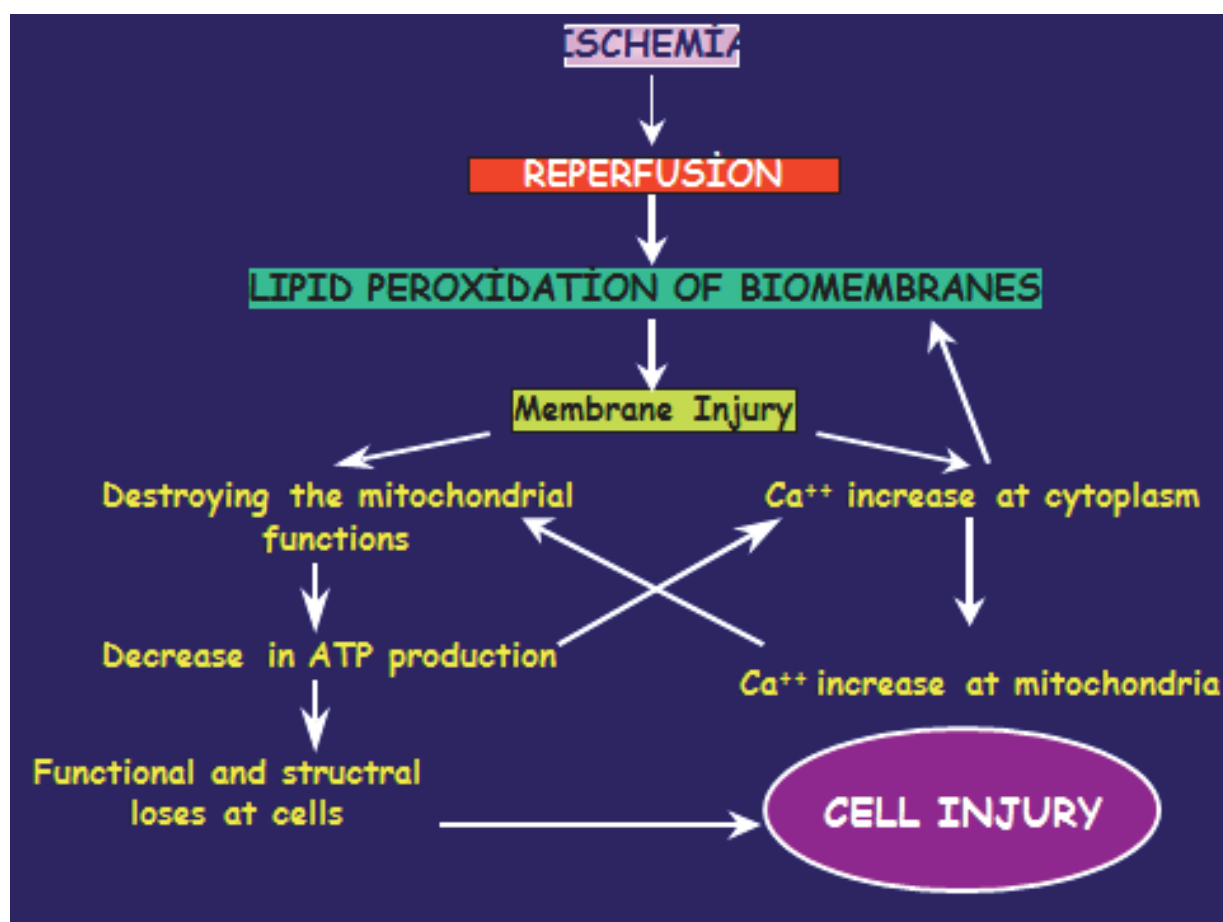 ISCHEMİA
REPERFUSİON
LIPID PEROXİDATİON OF BIOMEMBRANES
Membrane Injury
Destroying the mitochondrial
functions
Ca⁺⁺ increase at cytoplasm
Decrease in ATP production
Ca⁺⁺ increase at mitochondria
Functional and structral
loses at cells
CELL INJURY